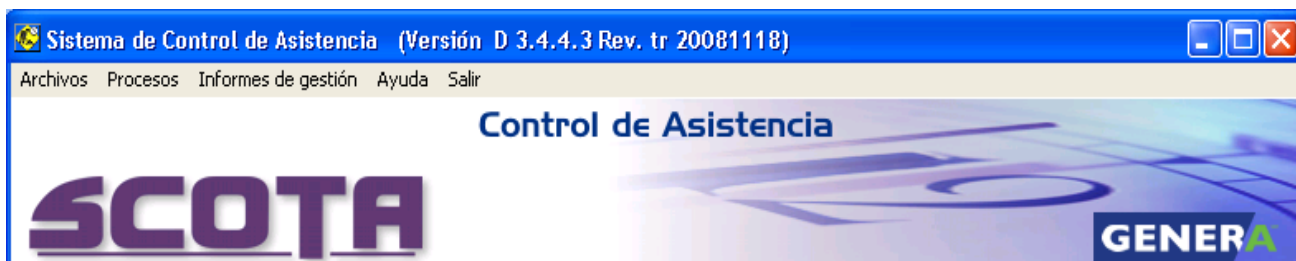 Sistema de Control de Asistencia (Versión D 3.4.4.3 Rev. tr 20081118)
Archivos Procesos Informes de gestión Ayuda Salir
Control de Asistencia
SCOTA
GENERA